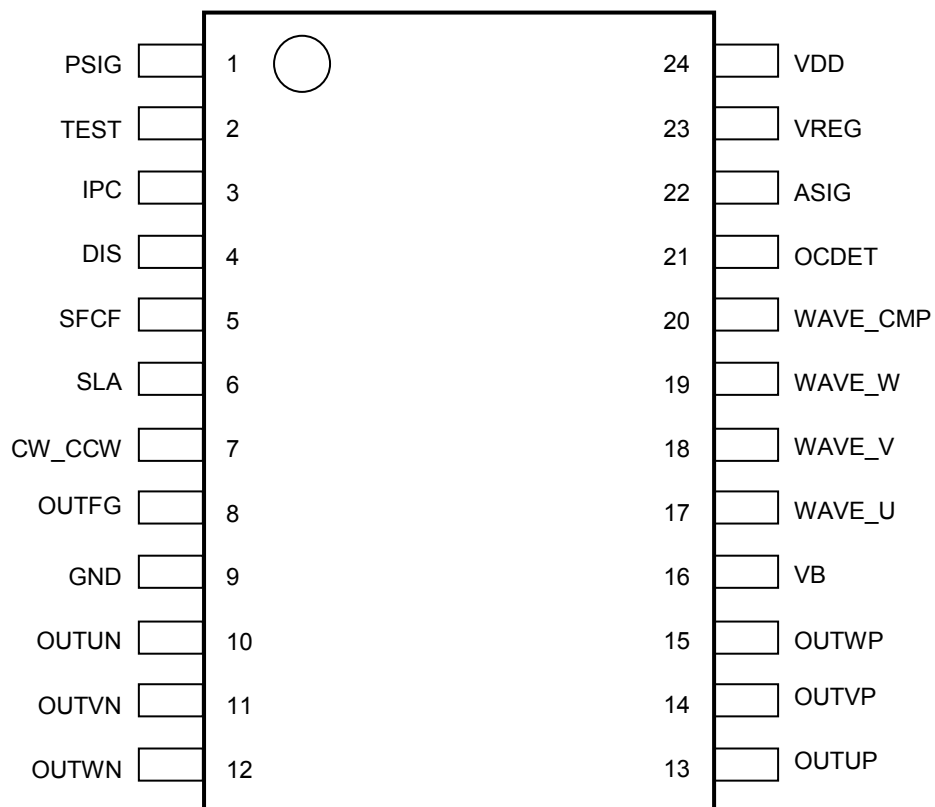 PSIG 1 24 VDD
TEST 2 23 VREG
IPC 3 22 ASIG
DIS 4 21 OCDET
SFCF 5 20 WAVE_CMP
SLA 6 19 WAVE_W
CW_CCW 7 18 WAVE_V
OUTFG 8 17 WAVE_U
GND 9 16 VB
OUTUN 10 15 OUTWP
OUTVN 11 14 OUTVP
OUTWN 12 13 OUTUP